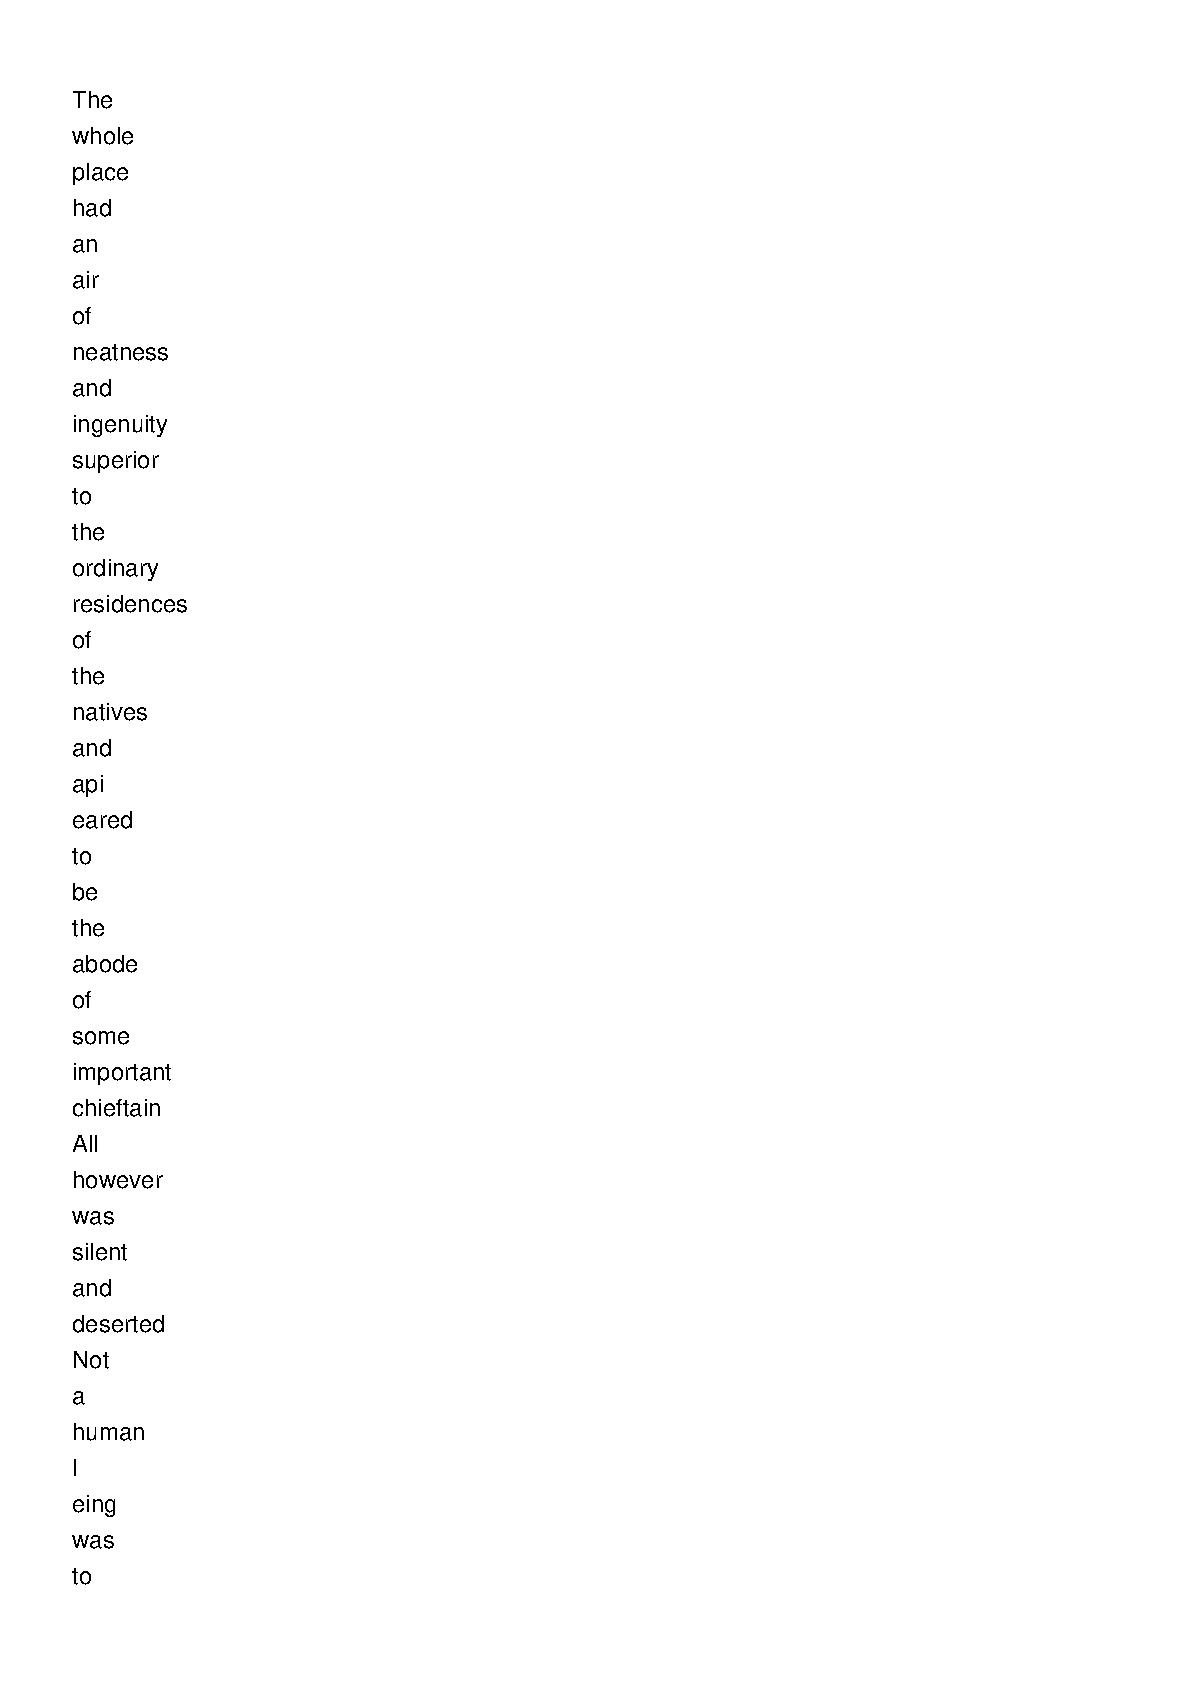 The
whole
place
had
an
air
of
neatness
and
ingenuity
superior
to
the
ordinary
residences
of
the
natives
and
api
eared
to
be
the
abode
of
some
important
chieftain
All
however
was
silent
and
deserted
Not
a
human
l
eing
was
to